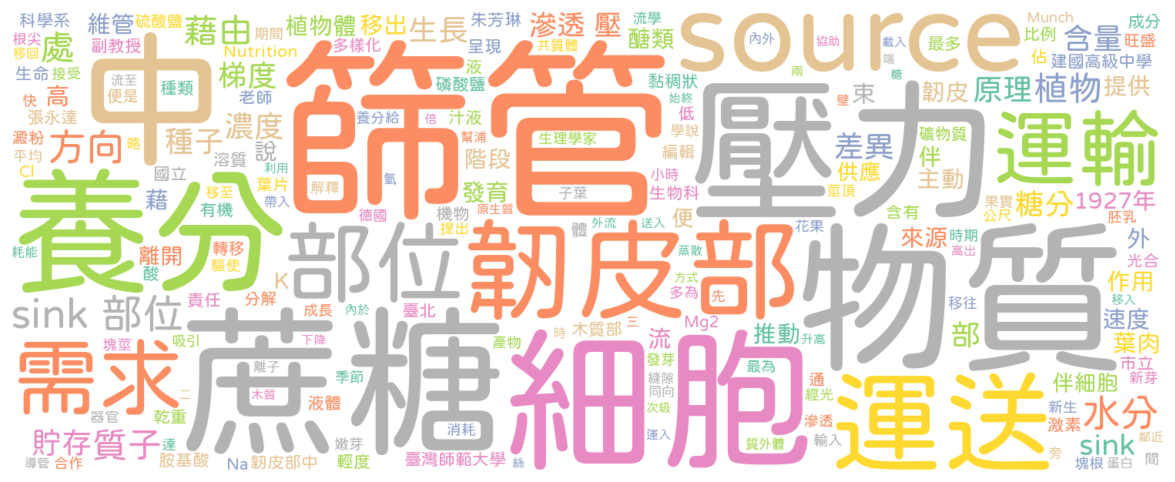 科學系 維管 硫酸鹽 藉由 植物體 移出 生長 朱芳琳 滲透 壓 流學 source Munch 成分
根尖 移回 期間 副教授 Nutrition 多樣化 共質體 呈現 醣類 內外 協助 載入 最多 比例 佔 含量 旺盛
生命 接受 處 中 梯度 液 磷酸鹽 黏稠狀 端 糖 建國高級中學
流至 便是 種類 老師 養分給 汁液 始終 兩 原理 植物 提供
快 高 濃度 倍 低 壁 束 韌皮
張永達 種子 籂管 生理學家 學說 壓力 礦物質
澱粉 方向 略 溶質 說 幫浦 階段 編輯 差異 伴 運輸
平均 Cl 國立 利用 解釋 氫 發育 小時 生物科 供應 主動
養分 藉 移至 葉片 有機 帶入 子葉 莖頂 含有 糖分 果實 公尺 1927年 胚乳
德國 提出 原生質 機物 便 花果 來源 時期 外 光合
耗能 離開 轉移 驅使 酸 部位 體 外流 送入 韌皮部 蒸散 物質 高出 作用
sink 部位 K 方式 多為 先 移往 移入
責任 分解 臺北 木質部 三 Mg2 推動 升高 部 速度
塊莖 吸引 成長 內於 下降 產物 時 流 發芽 最為 葉肉
需求 蔗糖 離子 季節 細胞 縫隙 同向 通 伴細胞 市立 新芽
二 木質 次級 經光 運送 新生 水分
器官 乾重 液體 消耗 激素
貯存 質子 達 嫩芽 運入 質外體 滲透 輸入 sink 鄰近
導管 合作 胺基酸 Na 韌皮部中 輕度 臺灣師範大學 絲 旁 塊根 蛋白 間